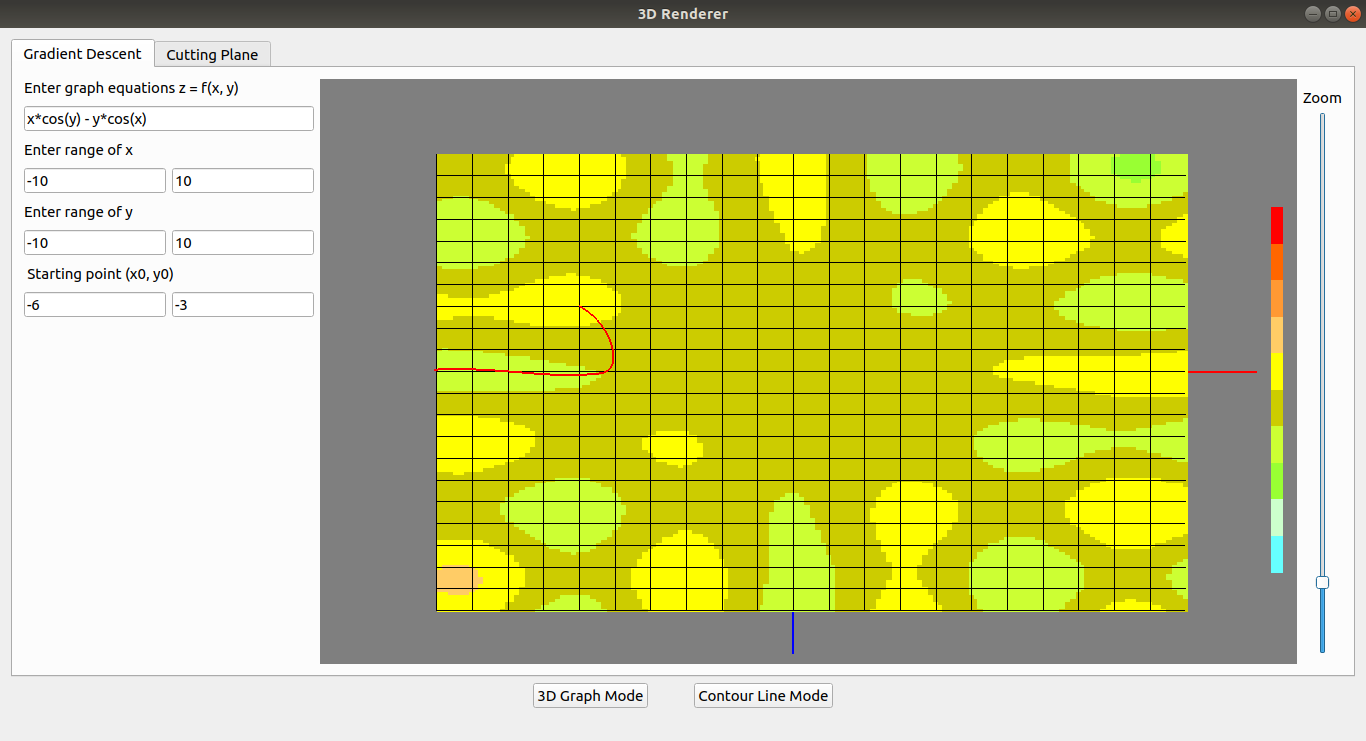 3D Renderer
Gradient Descent Cutting Plane
Enter graph equations z = f(x, y)
x*cos(y) - y*cos(x)
Enter range of x
-10 10
Enter range of y
-10 10
Starting point (x0, y0)
-6 -3
Zoom
3D Graph Mode Contour Line Mode